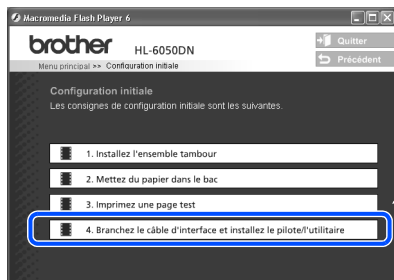 Macromedia Flash Player 6
brother HL-6050DN
Quitter
Menu principal >> Configuration initiale
Précédent
Configuration initiale
Les consignes de configuration initiale sont les suivantes.
1. Installez l'ensemble tambour
2. Mettez du papier dans le bac
3. Imprimez une page test
4. Branchez le câble d'interface et installez le pilote/l'utilitaire